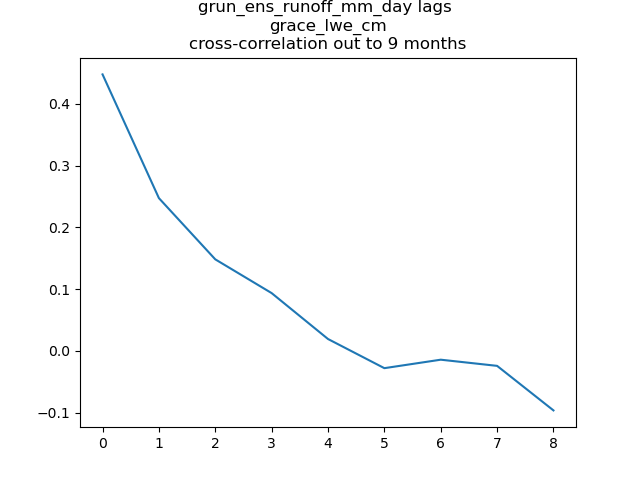 grun_ens_runoff_mm_day lags
grace_lwe_cm
cross-correlation out to 9 months
0.4
0.3
0.2
0.1
0.0
−0.1
0 1 2 3 4 5 6 7 8